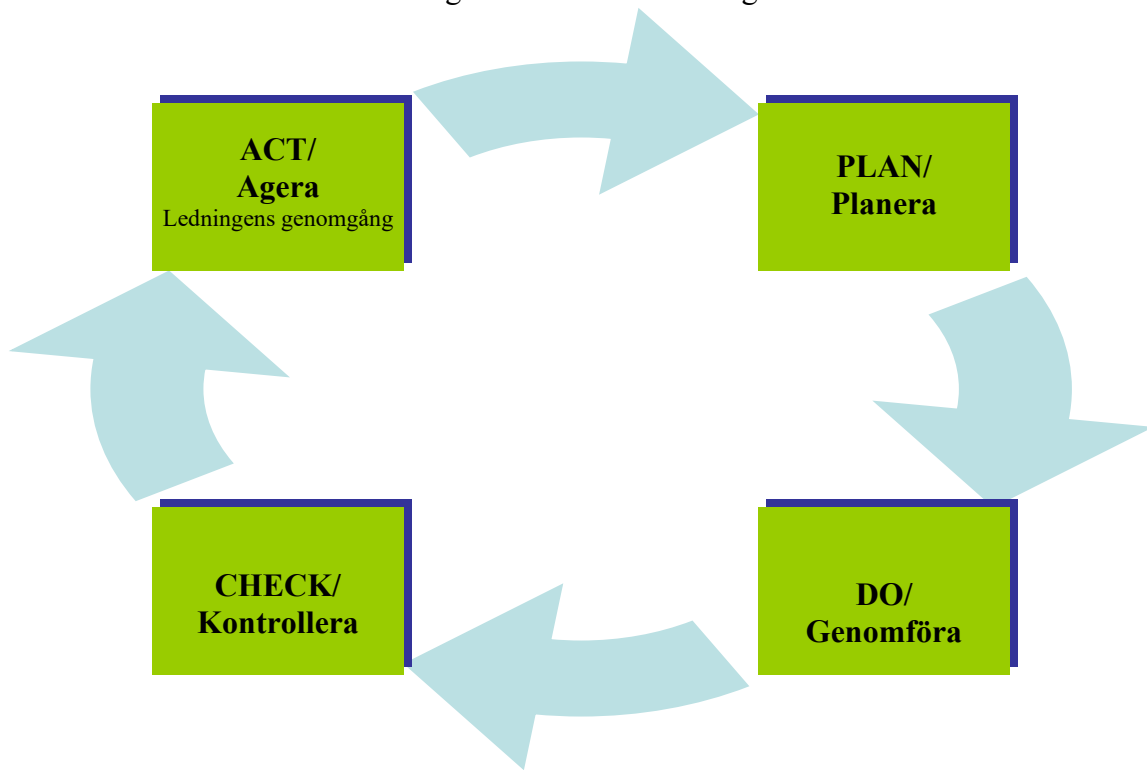 ACT/
Agera
Ledningens genomgång
PLAN/
Planera
CHECK/
Kontrollera
DO/
Genomföra